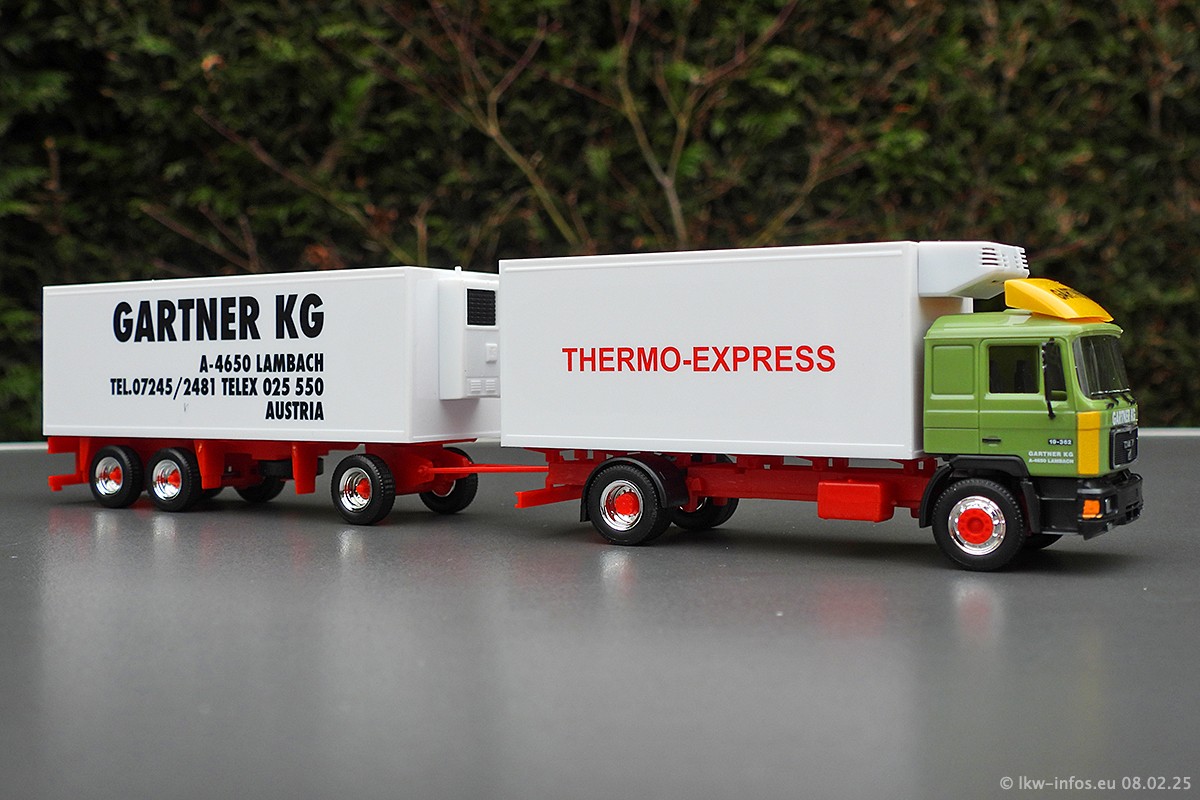 GARTNER KG
A-4650 LAMBACH
TEL.07245/2481 TELEX 025 550
AUSTRIA
THERMO-EXPRESS
GARTNER KG
19-362
GARTNER KG
A-4650 LAMBACH
© lkw-infos.eu 08.02.25